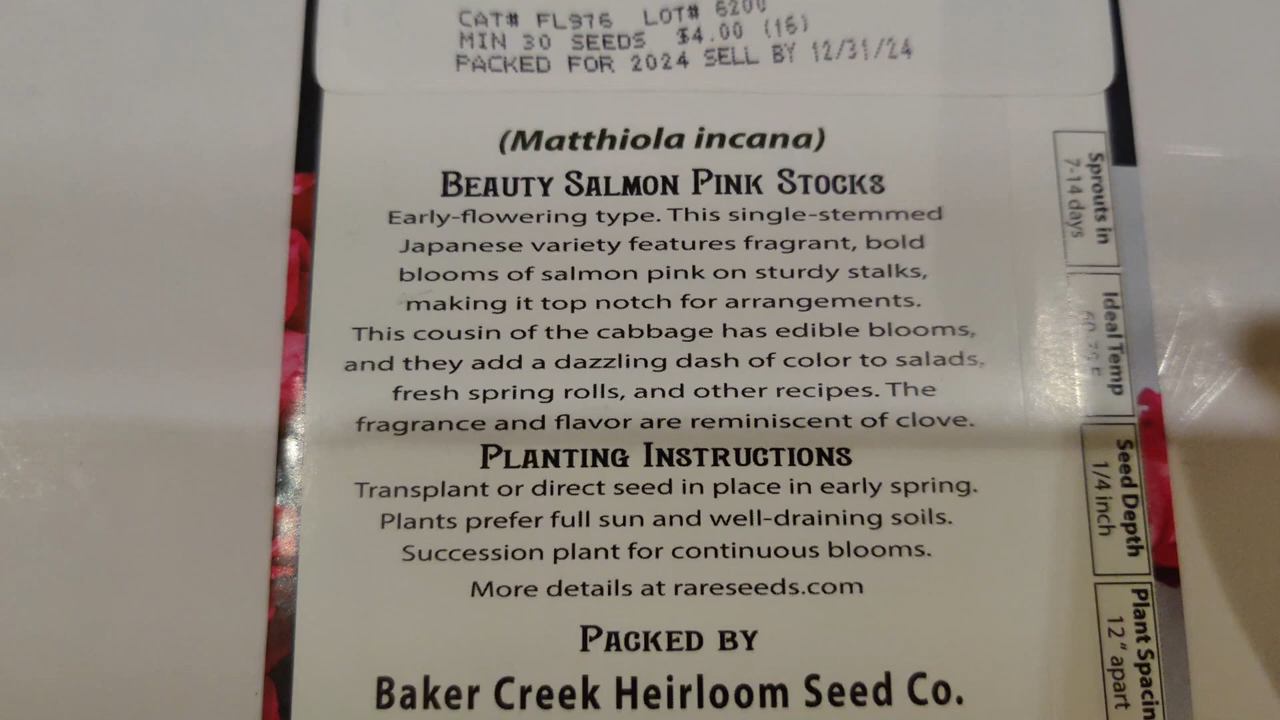 CAT# FL976 LOT# 6200
MIN 30 SEEDS $4.00 (16)
PACKED FOR 2024 SELL BY 12/31/24
(Matthiola incana)
BEAUTY SALMON PINK STOCKS
Early-flowering type. This single-stemmed
Japanese variety features fragrant, bold
blooms of salmon pink on sturdy stalks,
making it top notch for arrangements.
This cousin of the cabbage has edible blooms,
and they add a dazzling dash of color to salads,
fresh spring rolls, and other recipes. The
fragrance and flavor are reminiscent of clove.
PLANTING INSTRUCTIONS
Transplant or direct seed in place in early spring.
Plants prefer full sun and well-draining soils.
Succession plant for continuous blooms.
More details at rareseeds.com
PACKED BY
Baker Creek Heirloom Seed Co.
Sprouts in
7-14 days
Ideal Temp
Seed Depth
1/4 inch
Plant Spacin
12" apart